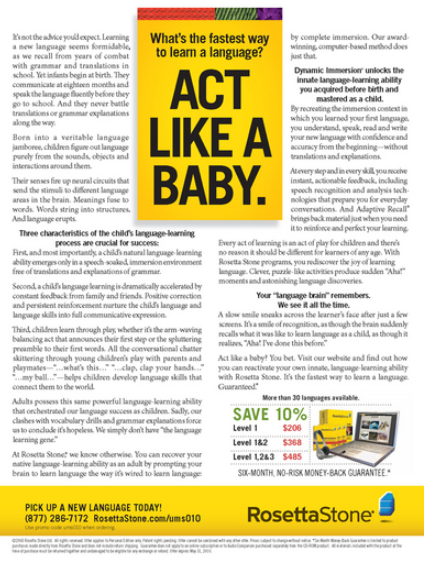 It's not the advice you'd expect. Learning
a new language seems formidable,
as we recall from years of combat
with grammar and translations in
school. Yet infants begin at birth. They
communicate at eighteen months and
speak the language fluently before they
go to school. And they never battle
translations or grammar explanations
along the way.
Born into a veritable language
jamboree, children figure out language
purely from the sounds, objects and
interactions around them.
Their senses fire up neural circuits that
send the stimuli to different language
areas in the brain. Meanings fuse to
words. Words string into structures.
And language erupts.
Three characteristics of the child's language-learning
process are crucial for success:
First, and most importantly, a child's natural language-learning
ability emerges only in a speech-soaked, immersion environment
free of translations and explanations of grammar.
Second, a child's language learning is dramatically accelerated by
constant feedback from family and friends. Positive correction
and persistent reinforcement nurture the child's language and
language skills into full communicative expression.
Third, children learn through play, whether it's the arm-waving
balancing act that announces their first step or the spluttering
preamble to their first words. All the conversational chatter
skittering through young children's play with parents and
playmates—"...what's this..." "...clap, clap your hands..."
"...my ball..."—helps children develop language skills that
connect them to the world.
Adults possess this same powerful language-learning ability
that orchestrated our language success as children. Sadly, our
clashes with vocabulary drills and grammar explanations force
us to conclude it's hopeless. We simply don't have "the language
learning gene."
At Rosetta Stone, we know otherwise. You can recover your
native language-learning ability as an adult by prompting your
brain to learn language the way it's wired to learn language:
What's the fastest way
to learn a language?
ACT
LIKE A
BABY.
by complete immersion. Our award-
winning, computer-based method does
just that.
Dynamic Immersion® unlocks the
innate language-learning ability
you acquired before birth and
mastered as a child.
By recreating the immersion context in
which you learned your first language,
you understand, speak, read and write
your new language with confidence and
accuracy from the beginning—without
translations and explanations.
At every step and in every skill, you receive
instant, actionable feedback, including
speech recognition and analysis tech-
nologies that prepare you for everyday
conversations. And Adaptive Recall®
brings back material just when you need
it to reinforce and perfect your learning.
Every act of learning is an act of play for children and there's
no reason it should be different for learners of any age. With
Rosetta Stone programs, you rediscover the joy of learning
language. Clever, puzzle-like activities produce sudden "Aha!"
moments and astonishing language discoveries.
Your "language brain" remembers.
We see it all the time.
A slow smile sneaks across the learner's face after just a few
screens. It's a smile of recognition, as though the brain suddenly
recalls what it was like to learn language as a child, as though it
realizes, "Aha! I've done this before."
Act like a baby? You bet. Visit our website and find out how
you can reactivate your own innate, language-learning ability
with Rosetta Stone. It's the fastest way to learn a language.
Guaranteed.*
More than 30 languages available.
SAVE 10%
Level 1 $206
Level 1&2 $368
Level 1,2&3 $485
SIX-MONTH, NO-RISK MONEY-BACK GUARANTEE.*
PICK UP A NEW LANGUAGE TODAY!
(877) 286-7172 RosettaStone.com/ums010
Use promo code ums010 when ordering.
RosettaStone